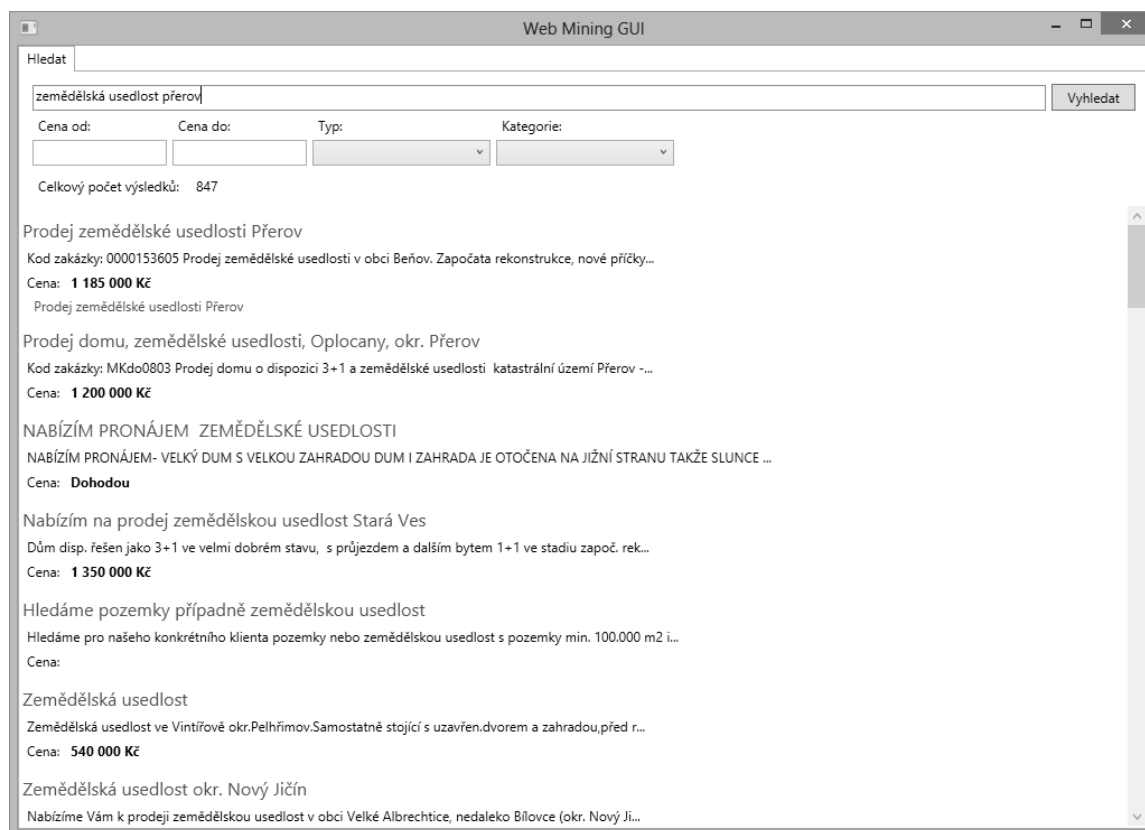 Web Mining GUI
Hledat
zemědělská usedlost přerov
Vyhledat
Cena od: Cena do: Typ: Kategorie:
Celkový počet výsledků: 847
Prodej zemědělské usedlosti Přerov
Kod zakázky: 0000153605 Prodej zemědělské usedlosti v obci Beňov. Započata rekonstrukce, nové příčky...
Cena: 1 185 000 Kč
Prodej zemědělské usedlosti Přerov
Prodej domu, zemědělské usedlosti, Oplocany, okr. Přerov
Kod zakázky: MKdo0803 Prodej domu o dispozici 3+1 a zemědělské usedlosti  katastrální území Přerov -...
Cena: 1 200 000 Kč
NABÍZÍM PRONÁJEM  ZEMĚDĚLSKÉ USEDLOSTI
NABÍZÍM PRONÁJEM- VELKÝ DUM S VELKOU ZAHRADOU DUM I ZAHRADA JE OTOČENA NA JIŽNÍ STRANU TAKŽE SLUNCE ...
Cena: Dohodou
Nabízím na prodej zemědělskou usedlost Stará Ves
Dům disp. řešen jako 3+1 ve velmi dobrém stavu,  s průjezdem a dalším bytem 1+1 ve stadiu započ. rek...
Cena: 1 350 000 Kč
Hledáme pozemky případně zemědělskou usedlost
Hledáme pro našeho konkrétního klienta pozemky nebo zemědělskou usedlost s pozemky min. 100.000 m2 i...
Cena:
Zemědělská usedlost
Zemědělská usedlost ve Vintířově okr.Pelhřimov.Samostatně stojící s uzavřen.dvorem a zahradou,před r...
Cena: 540 000 Kč
Zemědělská usedlost okr. Nový Jičín
Nabízíme Vám k prodeji zemědělskou usedlost v obci Velké Albrechtice, nedaleko Bílovce (okr. Nový Ji...